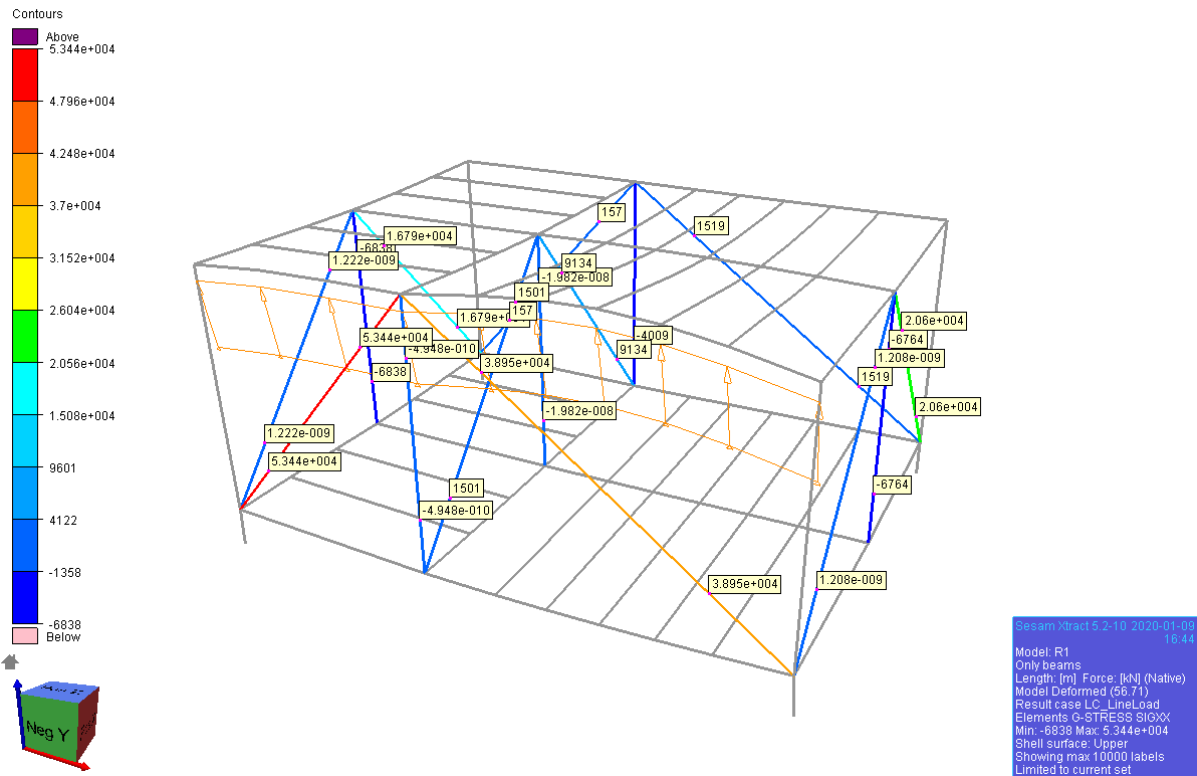 Contours
Above
5.344e+004
4.796e+004
4.248e+004
3.7e+004
3.152e+004
2.604e+004
2.056e+004
1.508e+004
9601
4122
-1358
-6838
Below
157
1519
1.679e+004
-6838
1.222e-009
9134
-1.982e-008
1501
157
5.344e+004
-4.948e-010
3.895e+004
-4009
9134
2.06e+004
-6764
1.208e-009
1519
-6838
-1.982e-008
2.06e+004
1.222e-009
5.344e+004
1501
-4.948e-010
-6764
3.895e+004
1.208e-009
Neg Y
Sesam Xtract 5.2-10 2020-01-09
16:44
Model: R1
Only beams
Length: [m] Force: [kN] (Native)
Model Deformed (56.71)
Result case LC_LineLoad
Elements G-STRESS SIGXX
Min: -6838 Max: 5.344e+004
Shell surface: Upper
Showing max 10000 labels
Limited to current set